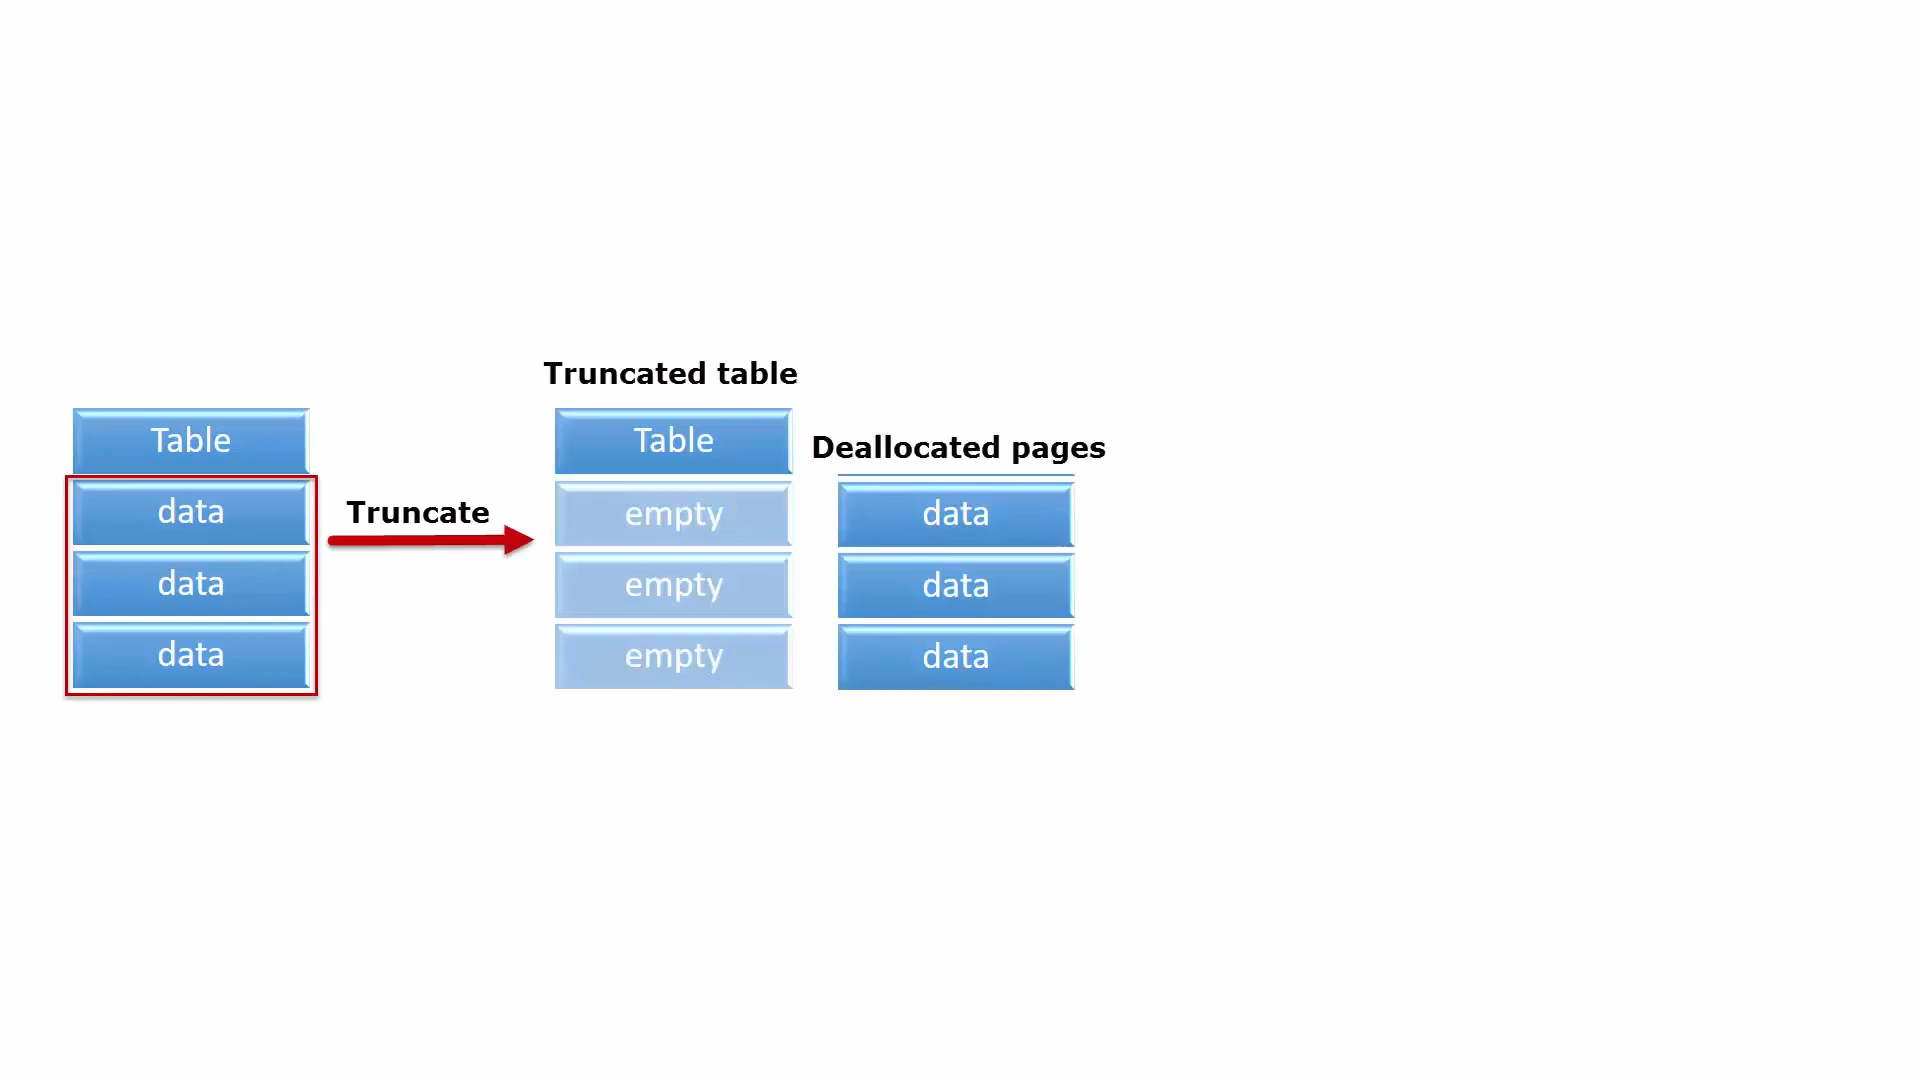 Table
data
data
data
Truncate
Truncated table
Table
empty
empty
empty
Deallocated pages
data
data
data